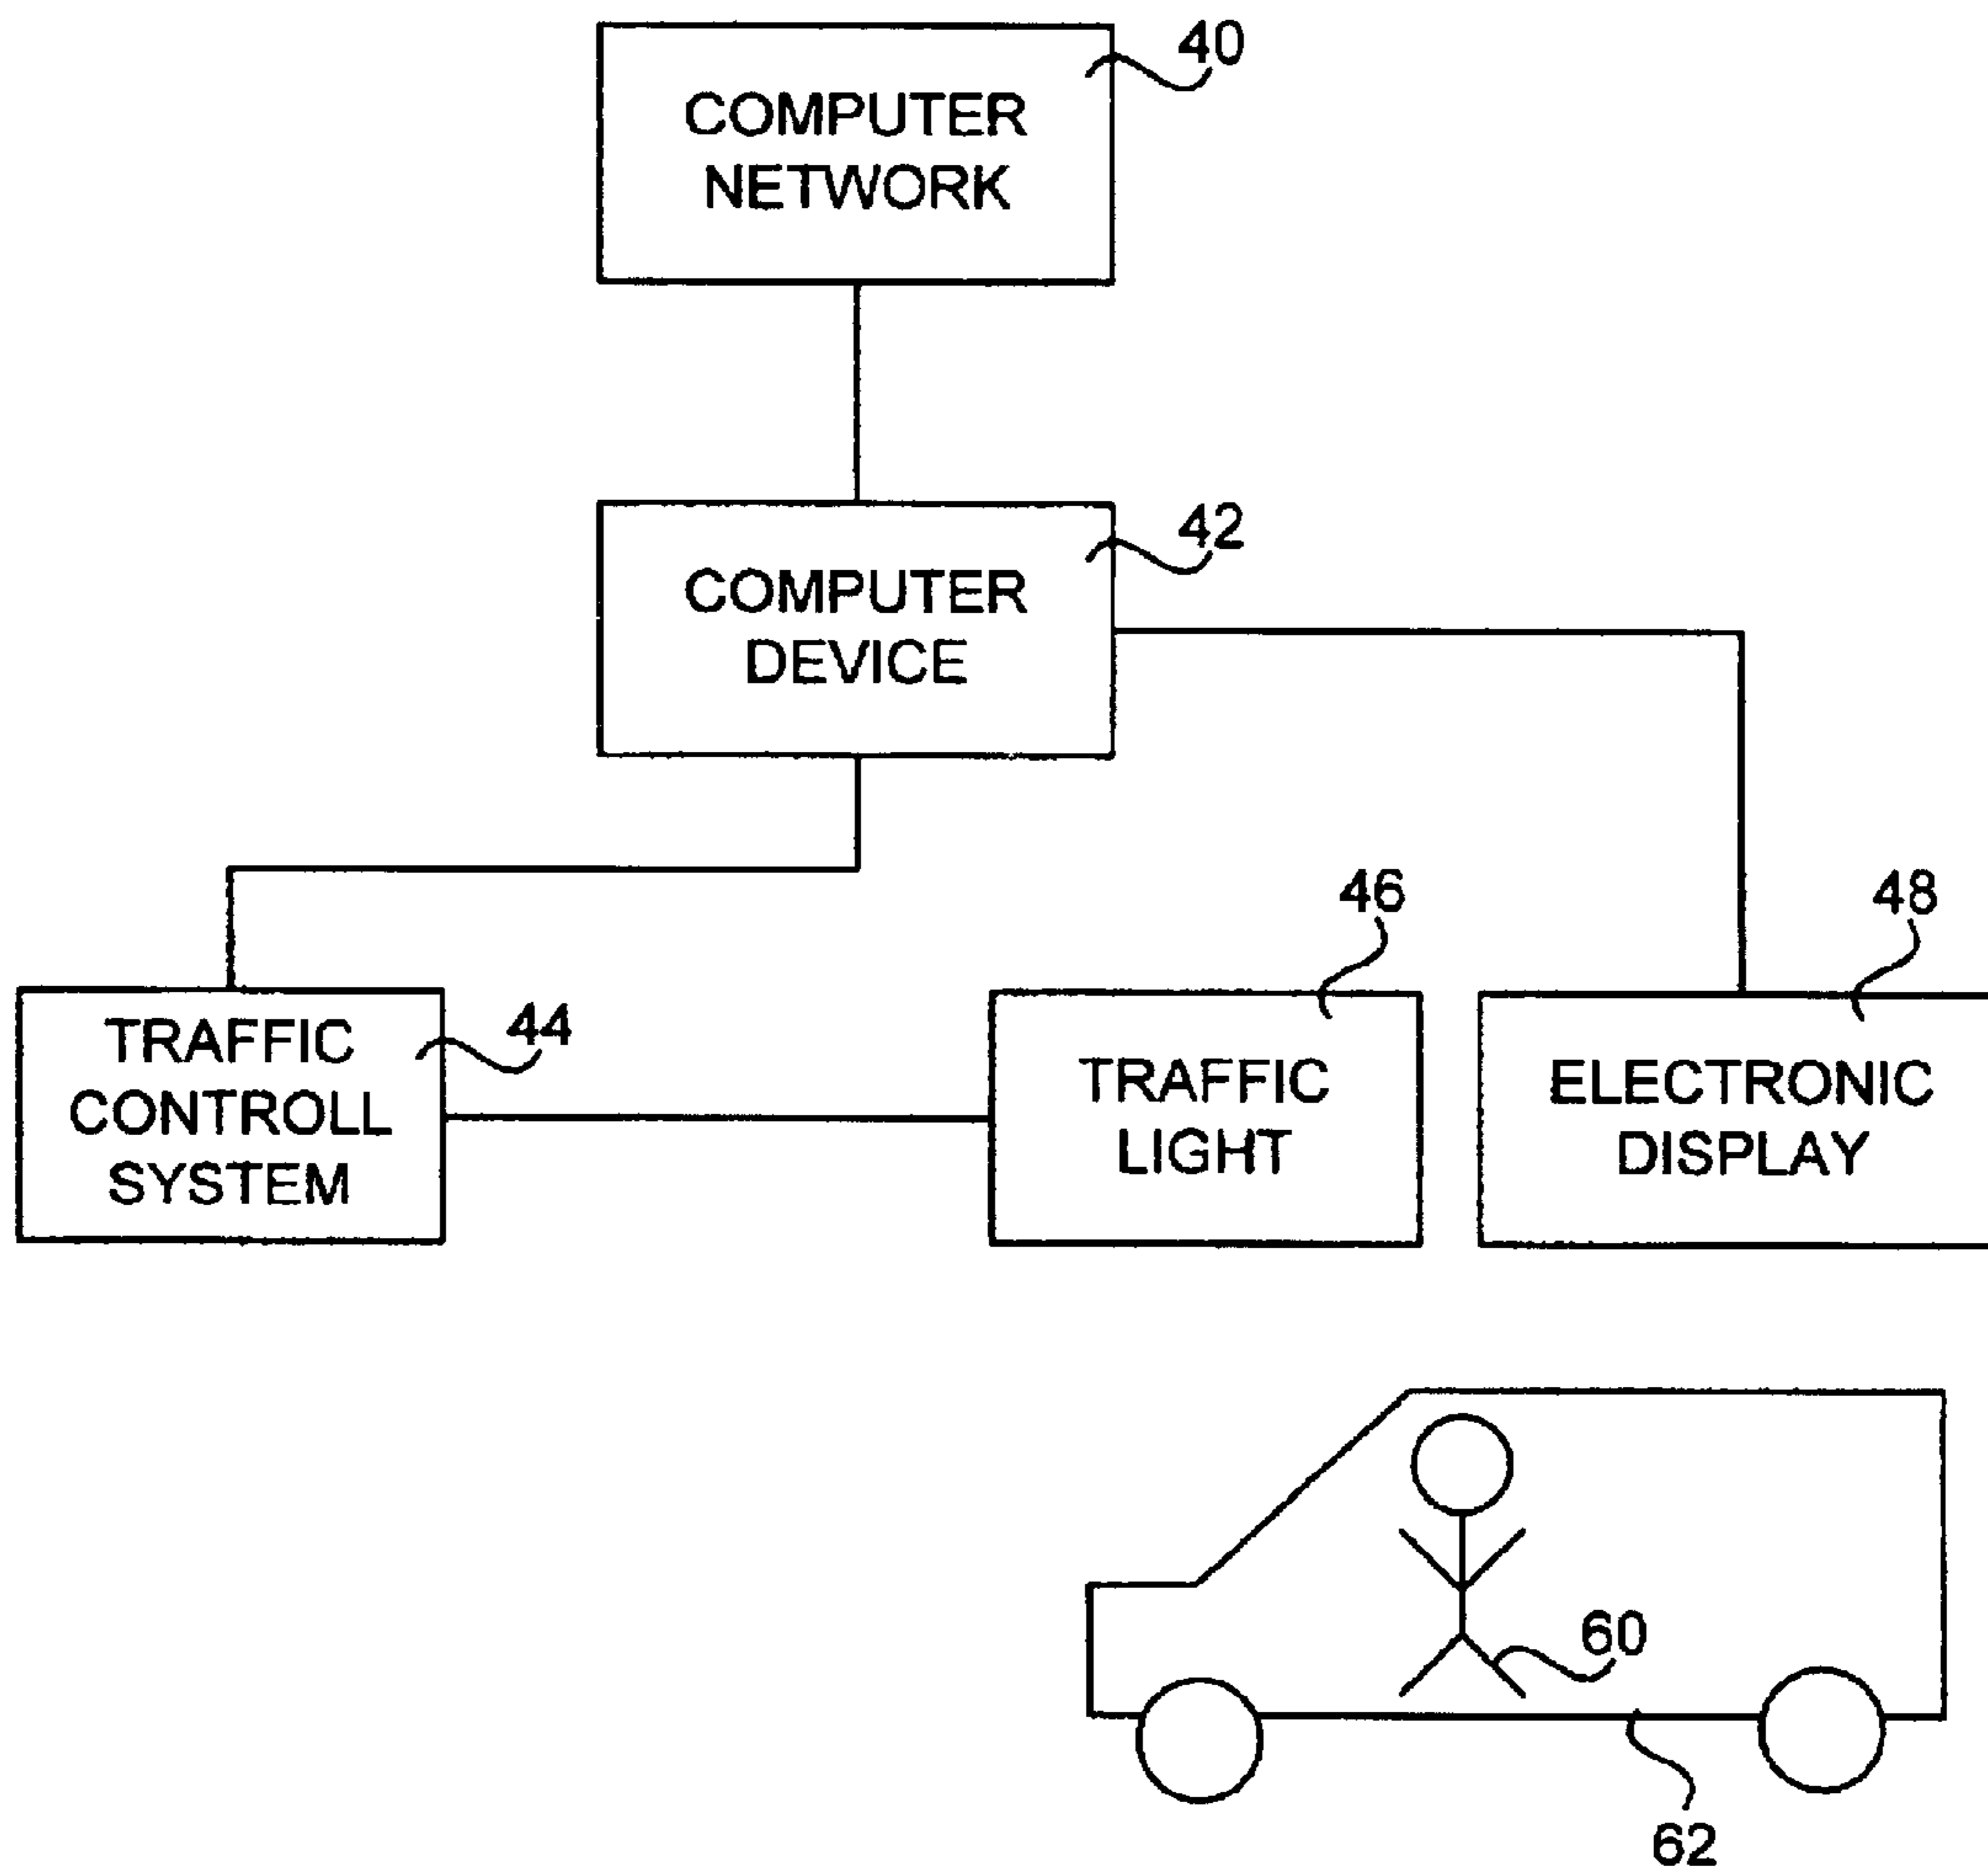 40
COMPUTER
NETWORK
42
COMPUTER
DEVICE
46
48
44
TRAFFIC
CONTROLL
SYSTEM
TRAFFIC
LIGHT
ELECTRONIC
DISPLAY
60
62